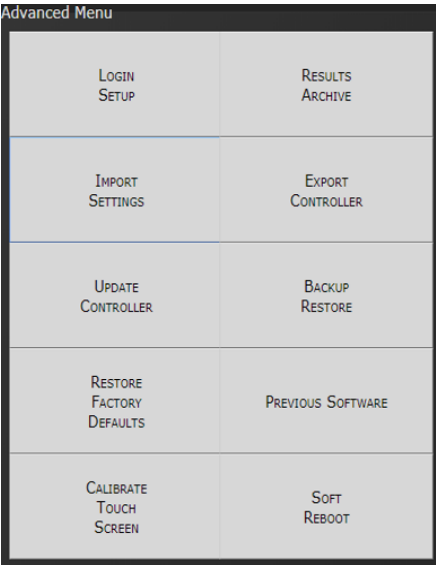 Advanced Menu
Login
Setup
Results
Archive
Import
Settings
Export
Controller
Update
Controller
Backup
Restore
Restore
Factory
Defaults
Previous Software
Calibrate
Touch
Screen
Soft
Reboot